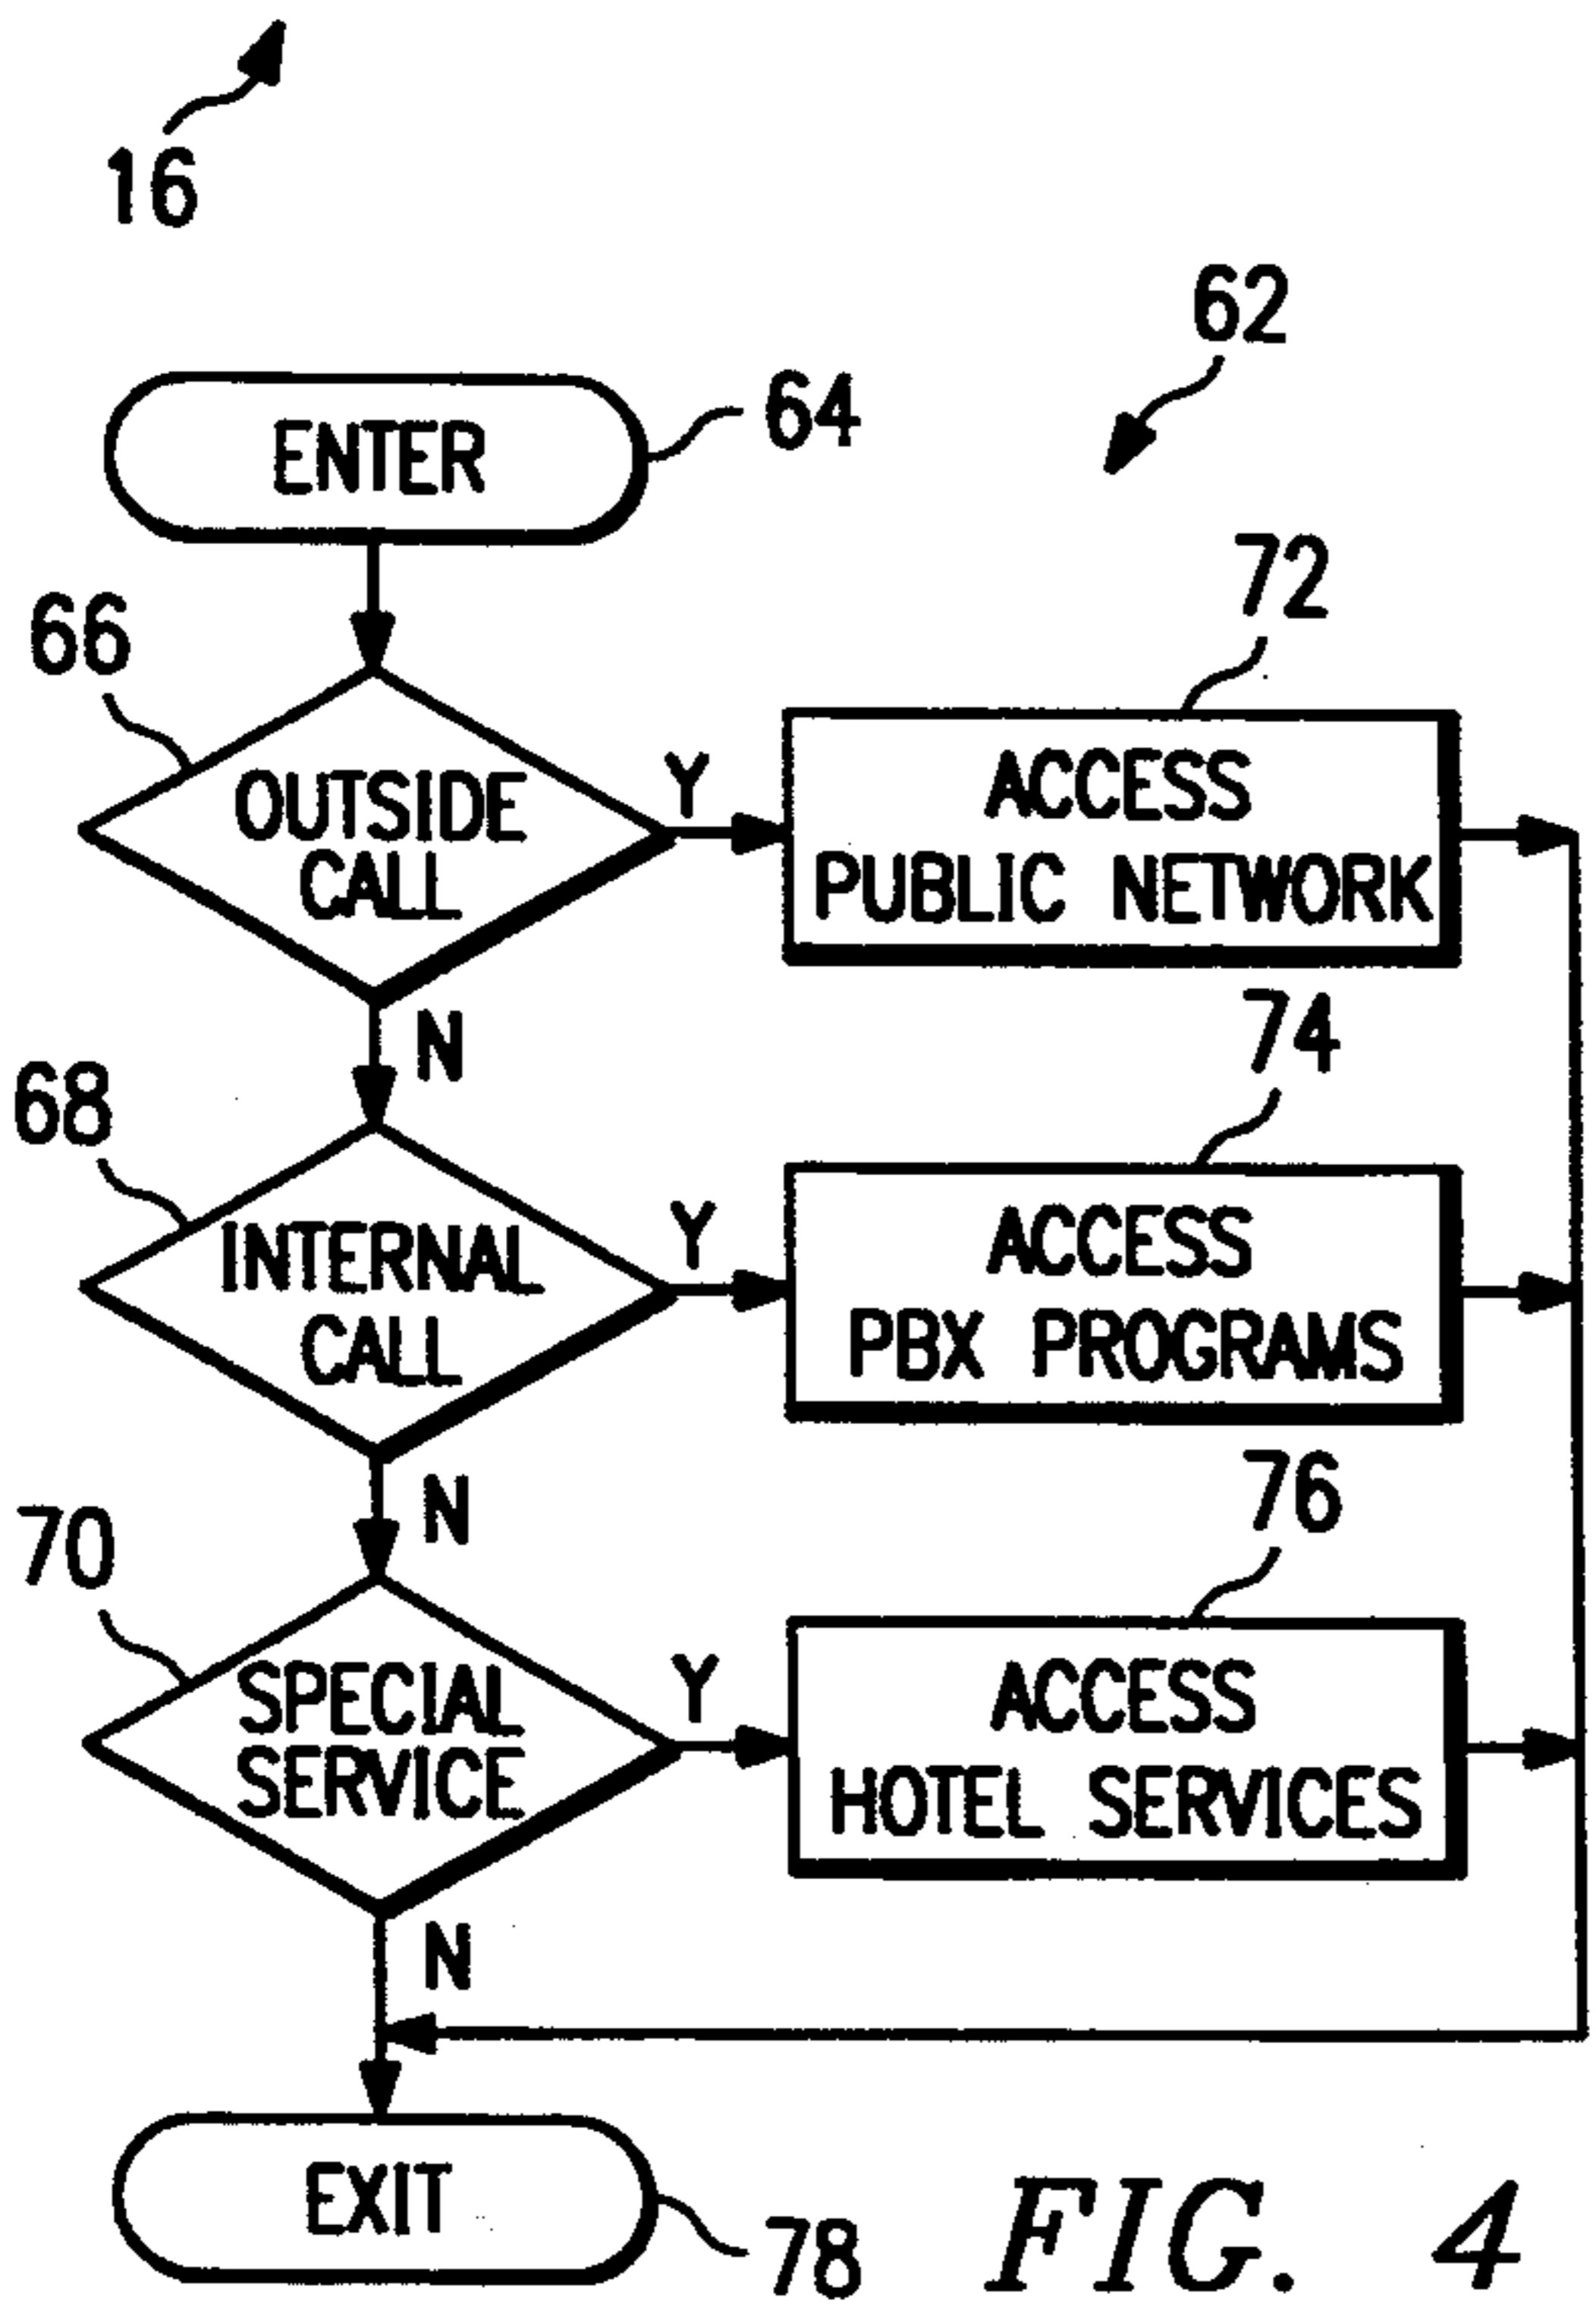 16
62
ENTER
64
66
72
OUTSIDE
CALL
Y
ACCESS
PUBLIC NETWORK
N
74
68
INTERNAL
CALL
Y
ACCESS
PBX PROGRAMS
N
76
70
SPECIAL
SERVICE
Y
ACCESS
HOTEL SERVICES
N
EXIT
78
FIG. 4